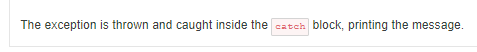 The exception is thrown and caught inside the catch block, printing the message.